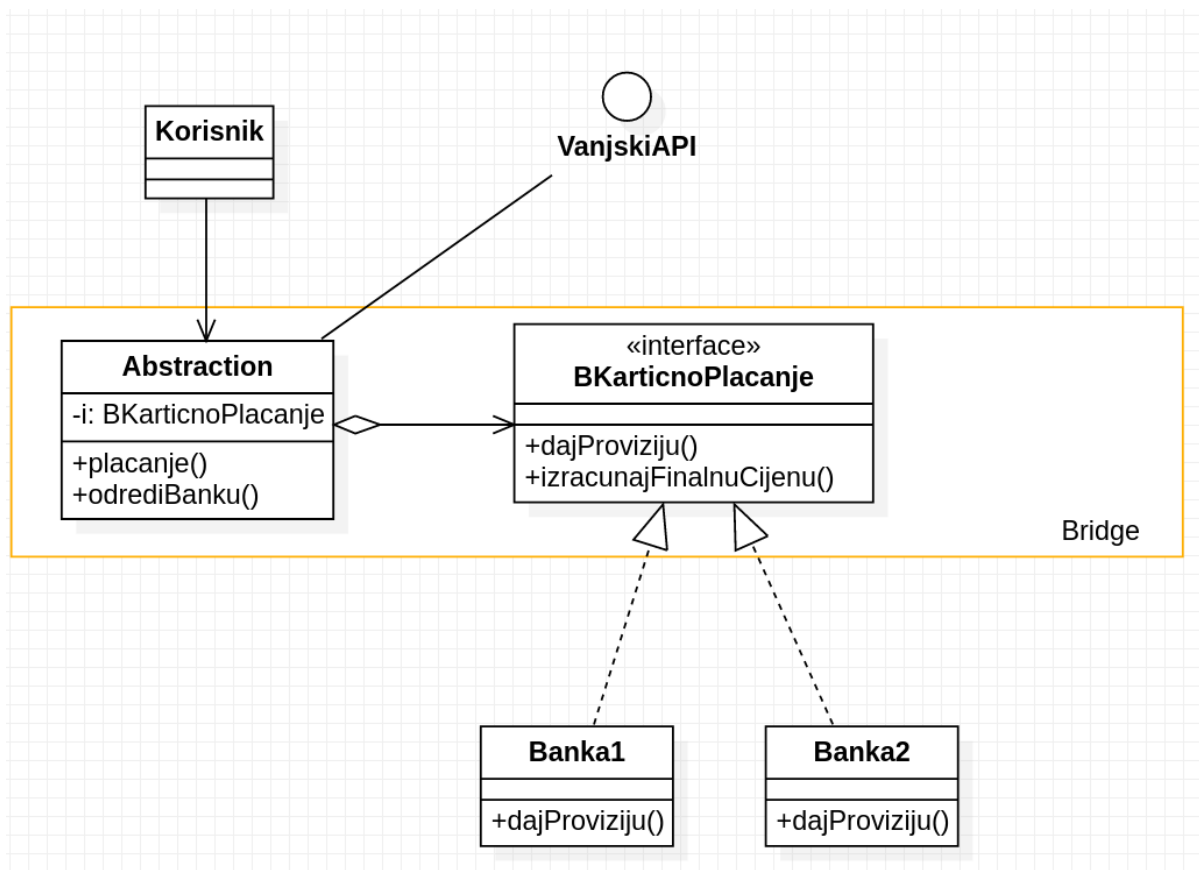 Korisnik
VanjskiAPI
Abstraction
-i: BKarticnoPlacanje
+placanje()
+odrediBanku()
«interface»
BKarticnoPlacanje
+dajProviziju()
+izracunajFinalnuCijenu()
Bridge
Banka1
+dajProviziju()
Banka2
+dajProviziju()